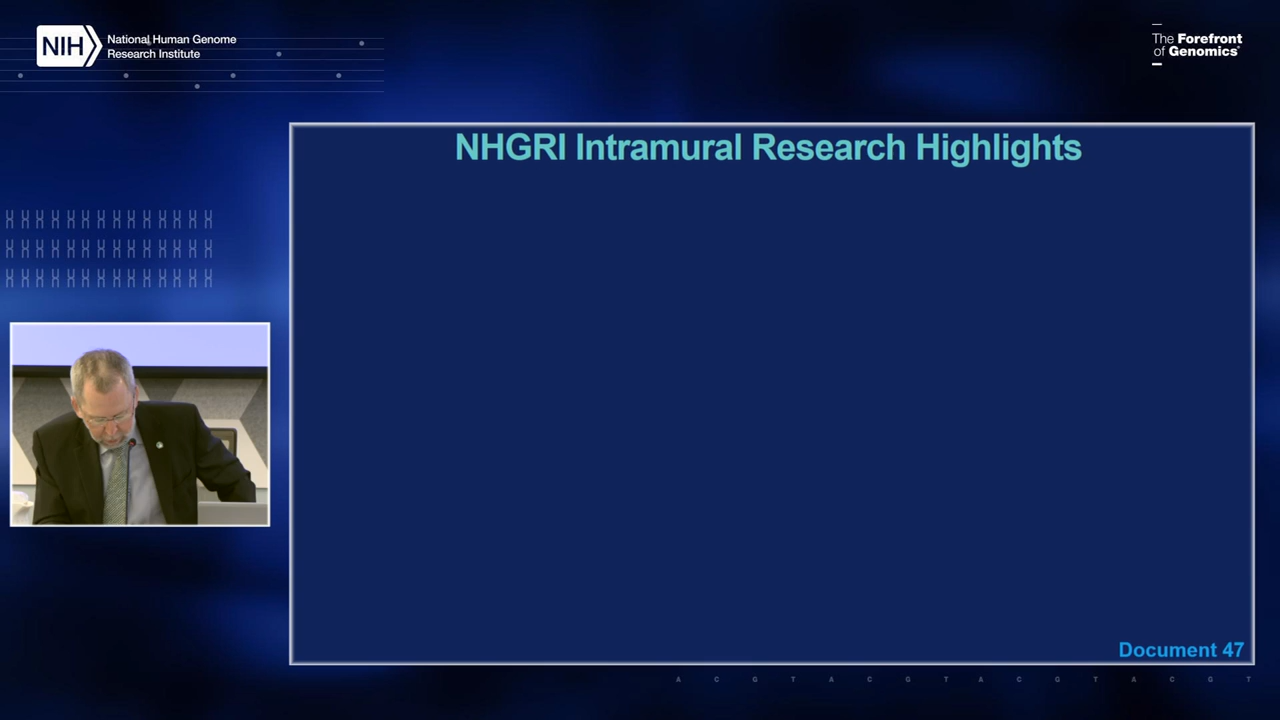 NIH
National Human Genome
Research Institute
The Forefront
of Genomics®
NHGRI Intramural Research Highlights
Document 47
A C G T A C G T A C G T A C G T